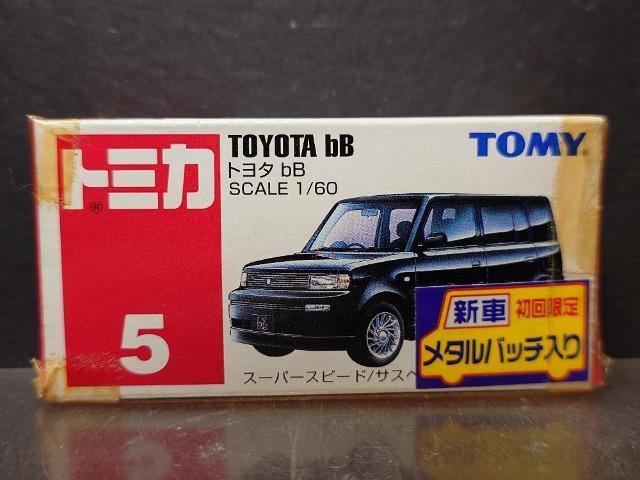 トミカ
®
5
TOYOTA bB
トヨタ bB
SCALE 1/60
TOMY
bB
新車 初回限定
メタルバッチ入り
スーパースピード/サスペ